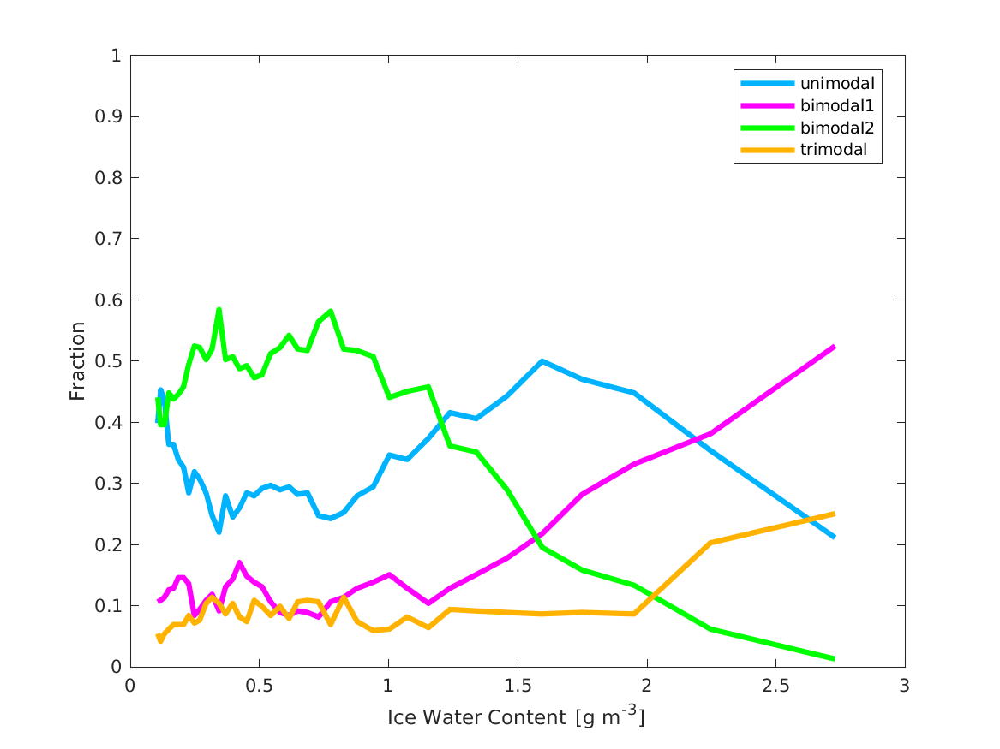 1
0.9
0.8
0.7
0.6
0.5
0.4
0.3
0.2
0.1
0
Fraction
unimodal
bimodal1
bimodal2
trimodal
0 0.5 1 1.5 2 2.5 3
Ice Water Content [g m-3]